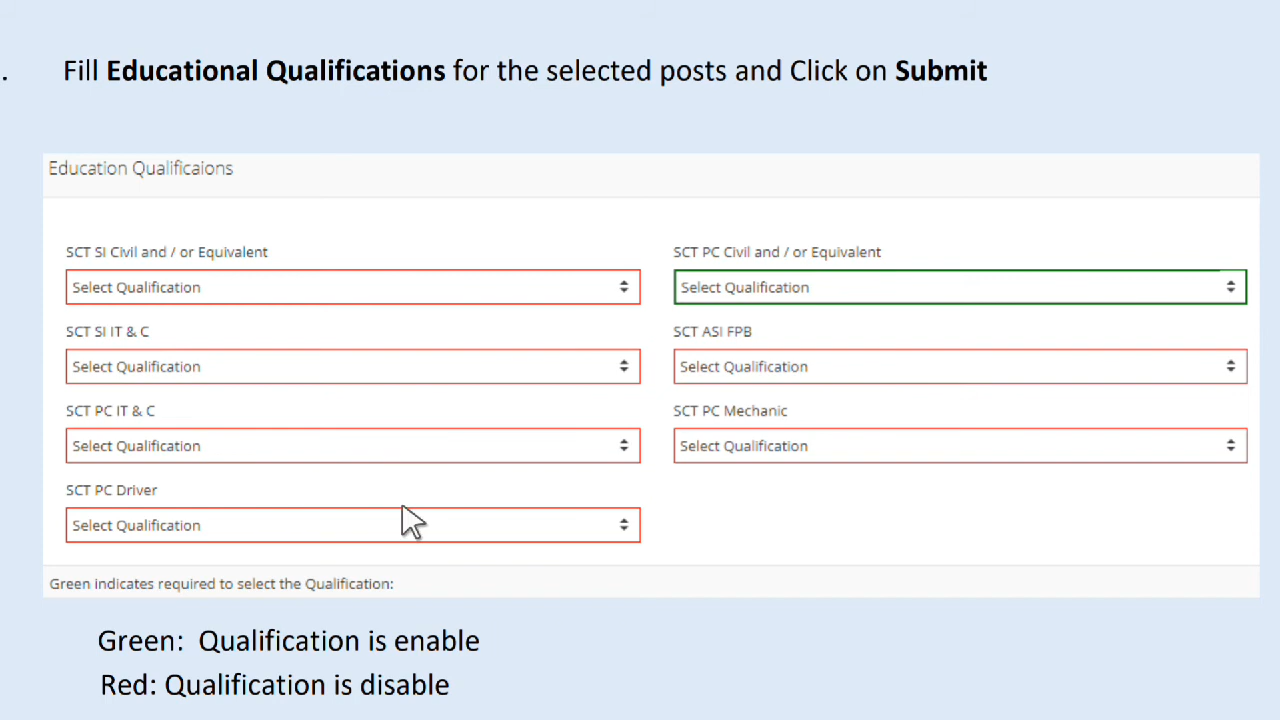 . Fill Educational Qualifications for the selected posts and Click on Submit
Education Qualificaions
SCT SI Civil and / or Equivalent
SCT PC Civil and / or Equivalent
Select Qualification
Select Qualification
SCT SI IT & C
SCT ASI FPB
Select Qualification
Select Qualification
SCT PC IT & C
SCT PC Mechanic
Select Qualification
Select Qualification
SCT PC Driver
Select Qualification
Green indicates required to select the Qualification:
Green: Qualification is enable
Red: Qualification is disable